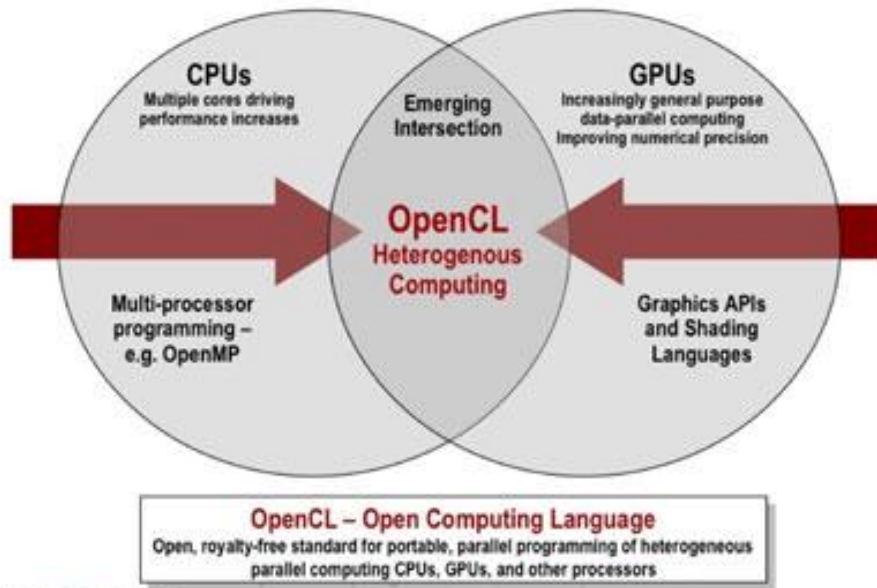 CPUs
Multiple cores driving
performance increases
Emerging
Intersection
GPUs
Increasingly general purpose
data-parallel computing
Improving numerical precision
OpenCL
Heterogenous
Computing
Multi-processor
programming –
e.g. OpenMP
Graphics APIs
and Shading
Languages
OpenCL – Open Computing Language
Open, royalty-free standard for portable, parallel programming of heterogeneous
parallel computing CPUs, GPUs, and other processors